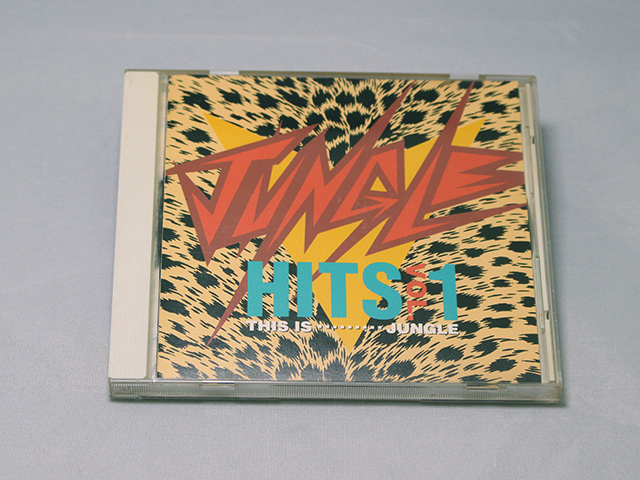 JUNGLE
HITS VOL 1
THIS IS ........ JUNGLE